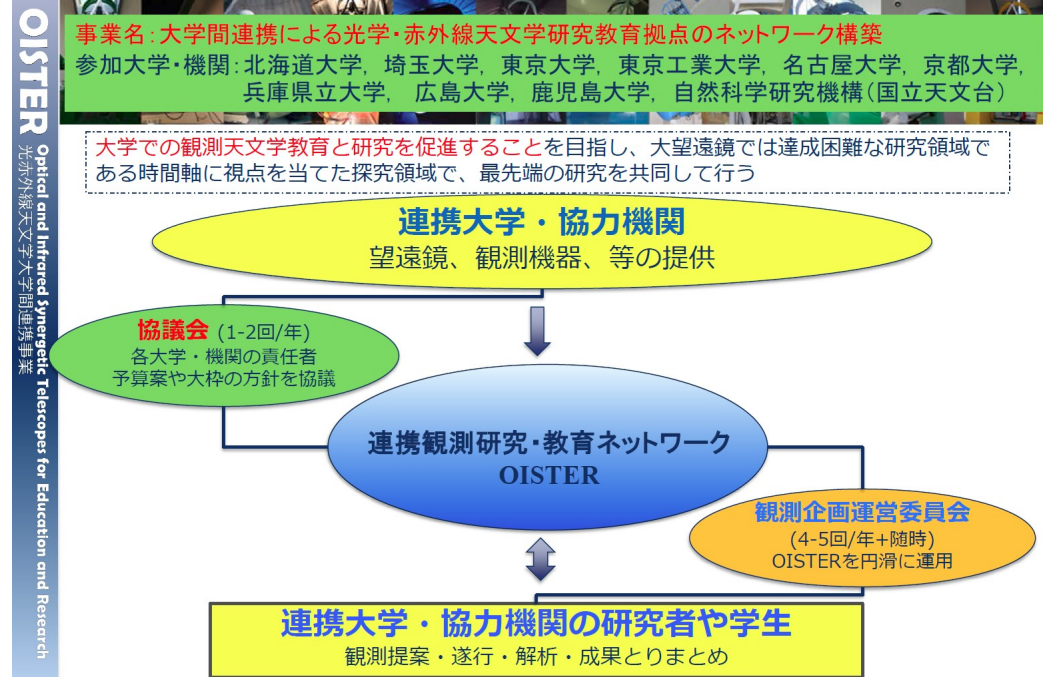 OISTER Optical and Infrared Synergetic Telescopes for Education and Research
光赤外線天文学大学間連携事業
事業名：大学間連携による光学・赤外線天文学研究教育拠点のネットワーク構築
参加大学・機関：北海道大学，埼玉大学，東京大学，東京工業大学，名古屋大学，京都大学，
兵庫県立大学，広島大学，鹿児島大学，自然科学研究機構（国立天文台）
大学での観測天文学教育と研究を促進することを目指し、大望遠鏡では達成困難な研究領域で
ある時間軸に視点を当てた探究領域で、最先端の研究を共同して行う
連携大学・協力機関
望遠鏡、観測機器、等の提供
協議会 (1-2回/年)
各大学・機関の責任者
予算案や大枠の方針を協議
連携観測研究・教育ネットワーク
OISTER
観測企画運営委員会
(4-5回/年+随時)
OISTERを円滑に運用
連携大学・協力機関の研究者や学生
観測提案・遂行・解析・成果とりまとめ